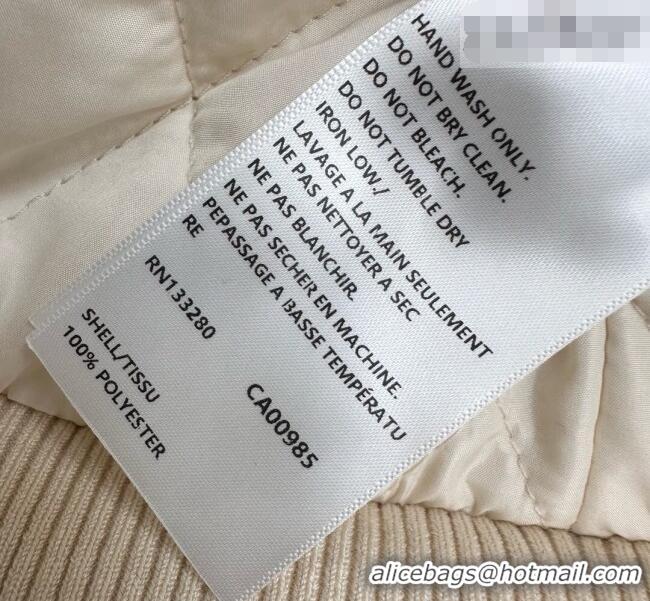 HAND WASH ONLY.
DO NOT BRY CLEAN.
DO NOT BLEACH.
DO NOT TUMBLE DRY
IRON LOW./
LAVAGE A LA MAIN SEULEMENT
NE PAS NETTOYER A SEC
NE PAS BLANCHIR.
NE PAS SECHER EN MACHINE.
PEPASSAGE A BASSE TEMPÉRATU
RE
RN133280
CA00985
SHELL/TISSU
100% POLYESTER
alicebags@hotmail.com